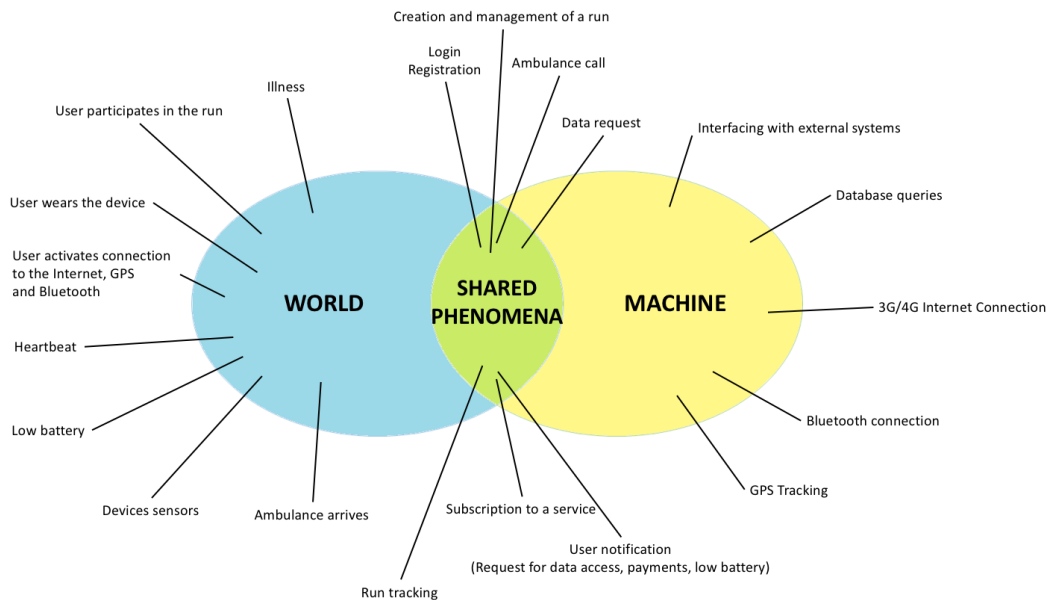 Creation and management of a run
Login
Registration
Ambulance call
Illness
User participates in the run
Data request
Interfacing with external systems
User wears the device
Database queries
User activates connection
to the Internet, GPS
and Bluetooth
WORLD
SHARED
PHENOMENA
MACHINE
3G/4G Internet Connection
Heartbeat
Low battery
Bluetooth connection
GPS Tracking
Devices sensors
Ambulance arrives
Subscription to a service
User notification
(Request for data access, payments, low battery)
Run tracking